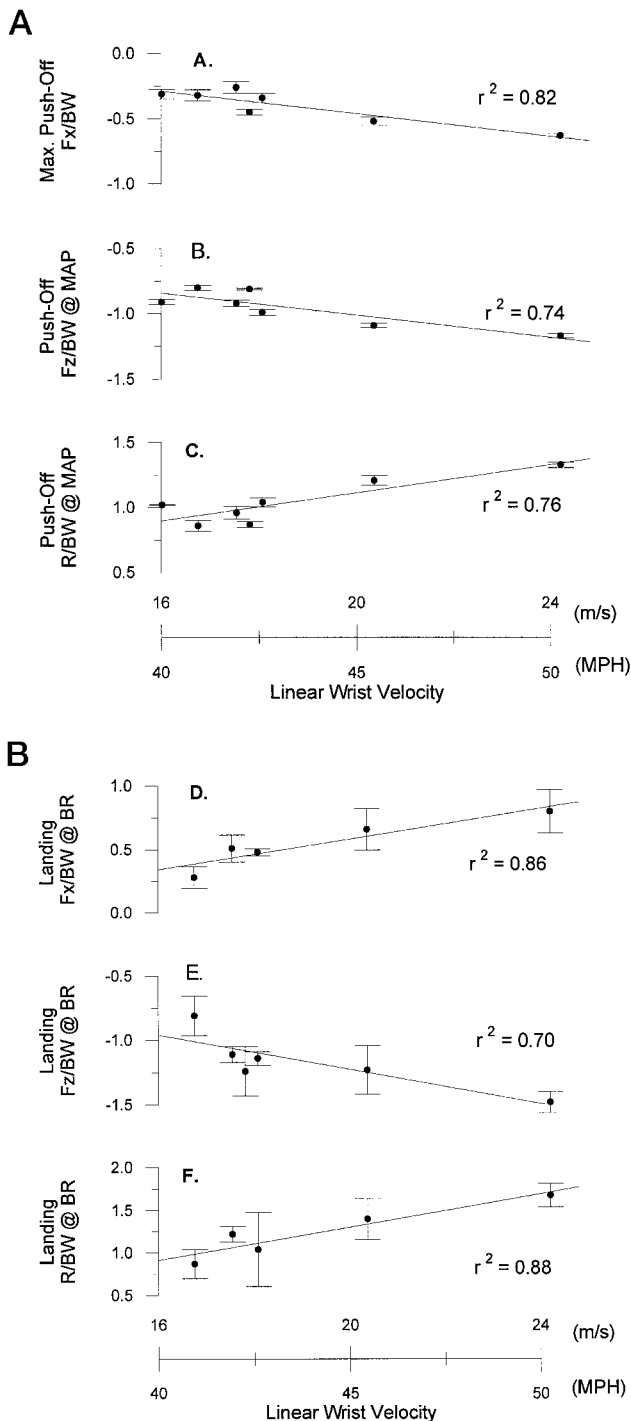 A
A.
Max. Push-Off
Fx/BW
0.0
-0.5
-1.0
r² = 0.82
B.
Push-Off
Fz/BW @ MAP
-0.5
-1.0
-1.5
r² = 0.74
C.
Push-Off
R/BW @ MAP
1.5
1.0
0.5
r² = 0.76
16 20 24 (m/s)
40 45 50 (MPH)
Linear Wrist Velocity
B
D.
Landing
Fx/BW @ BR
1.0
0.5
0.0
r² = 0.86
E.
Landing
Fz/BW @ BR
-0.5
-1.0
-1.5
r² = 0.70
F.
Landing
R/BW @ BR
2.0
1.5
1.0
0.5
r² = 0.88
16 20 24 (m/s)
40 45 50 (MPH)
Linear Wrist Velocity